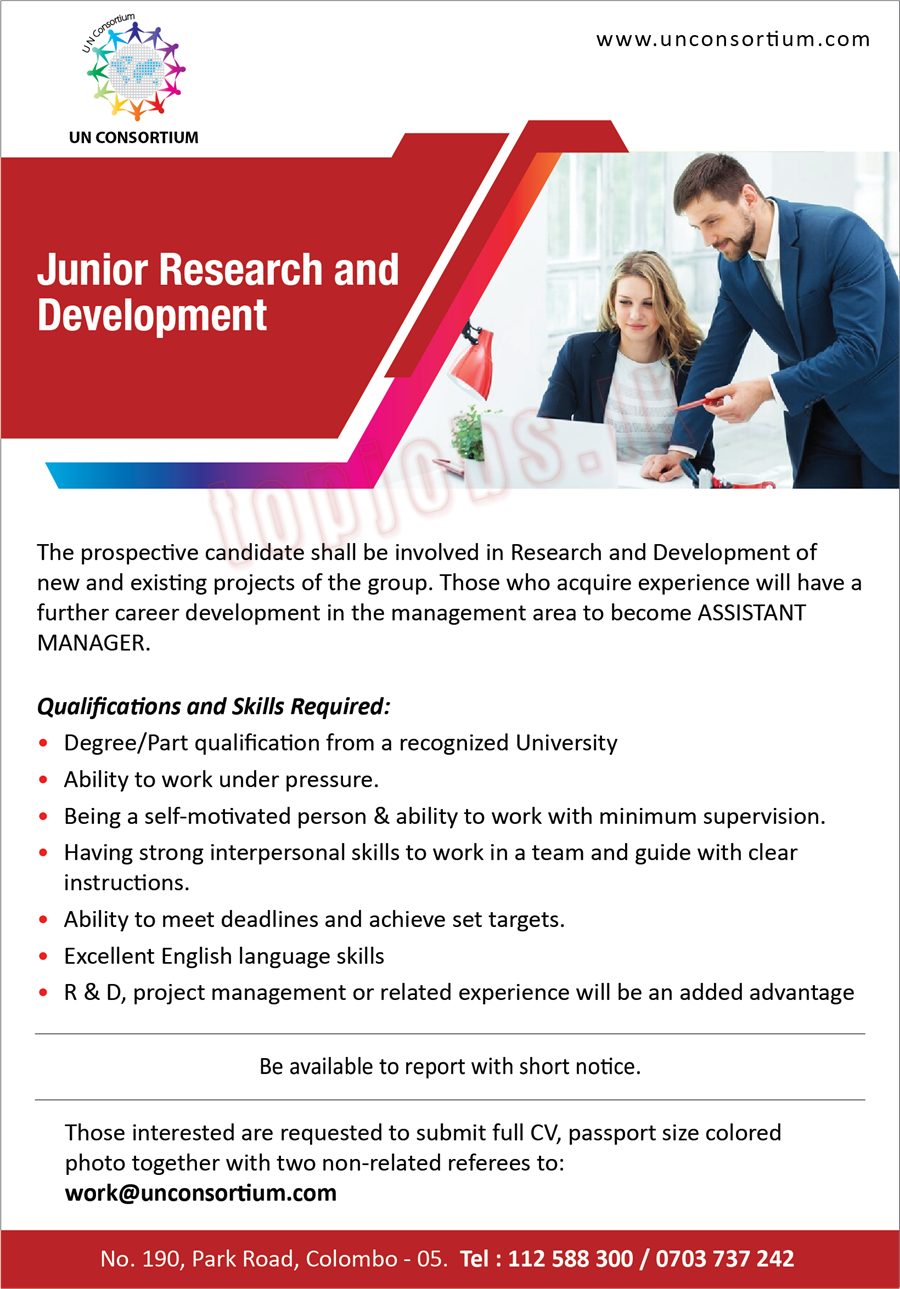 UN Consortium
UN CONSORTIUM
www.unconsortium.com
Junior Research and
Development
topjobs.lk
The prospective candidate shall be involved in Research and Development of
new and existing projects of the group. Those who acquire experience will have a
further career development in the management area to become ASSISTANT
MANAGER.
Qualifications and Skills Required:
• Degree/Part qualification from a recognized University
• Ability to work under pressure.
• Being a self-motivated person & ability to work with minimum supervision.
• Having strong interpersonal skills to work in a team and guide with clear
instructions.
• Ability to meet deadlines and achieve set targets.
• Excellent English language skills
• R & D, project management or related experience will be an added advantage
Be available to report with short notice.
Those interested are requested to submit full CV, passport size colored
photo together with two non-related referees to:
work@unconsortium.com
No. 190, Park Road, Colombo - 05. Tel : 112 588 300 / 0703 737 242